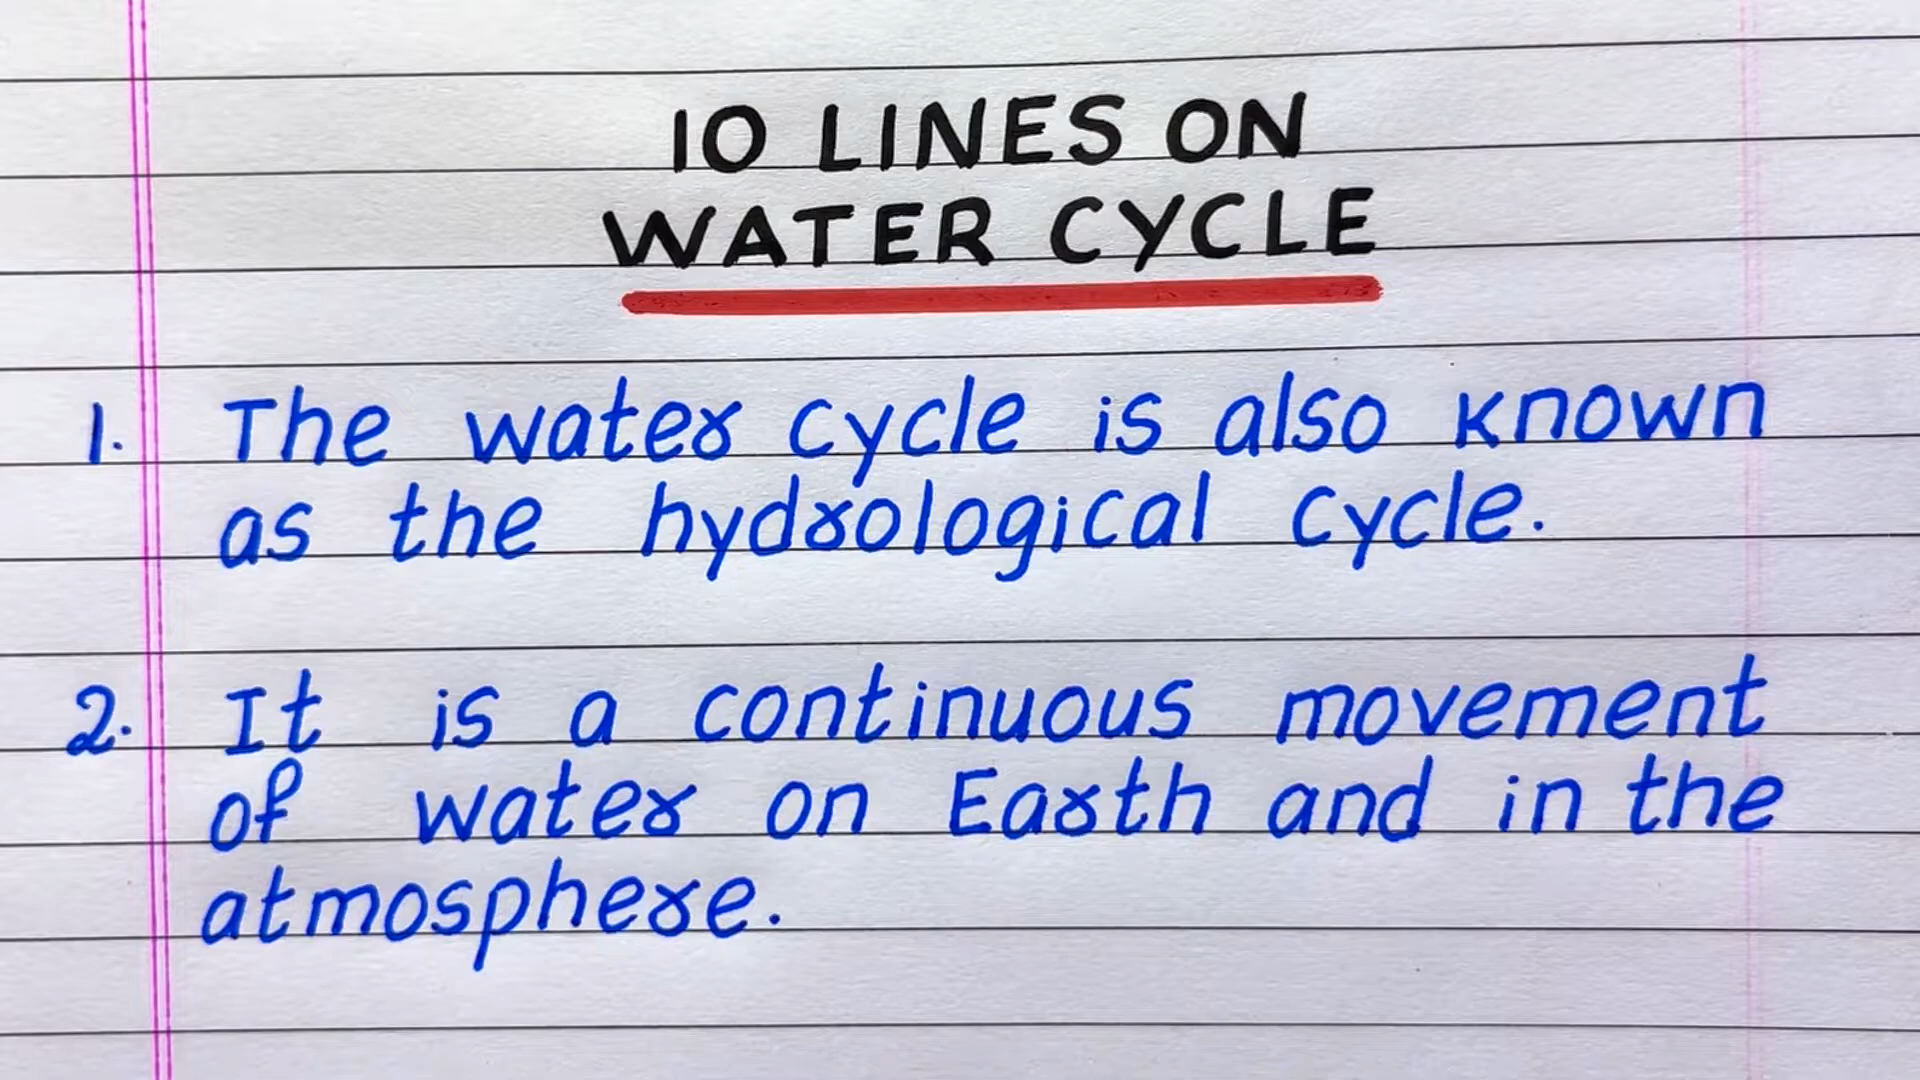 10 LINES ON
WATER CYCLE
1. The water cycle is also known
as the hydrological cycle.
2. It is a continuous movement
of water on Earth and in the
atmosphere.